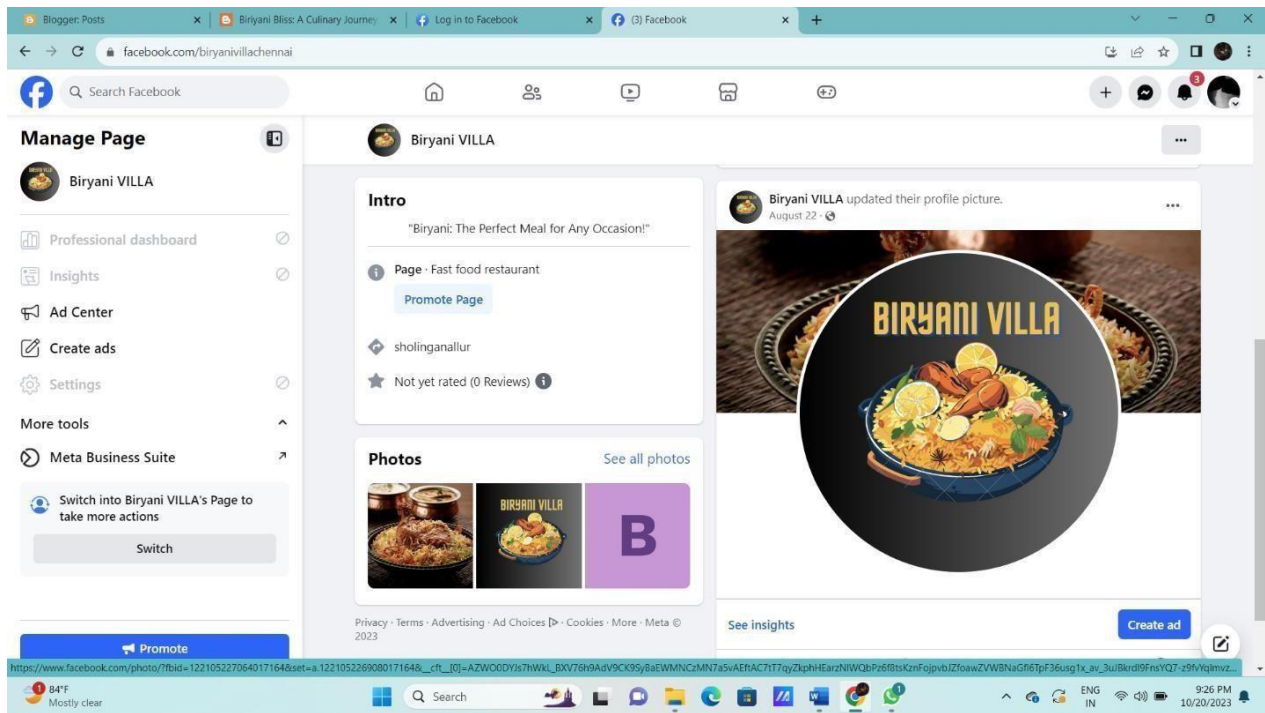 Blogger: Posts
Biriyani Bliss: A Culinary Journey
Log in to Facebook
(3) Facebook
facebook.com/biryanivillachennai
Search Facebook
3
Manage Page
Biryani VILLA
Professional dashboard
Insights
Ad Center
Create ads
Settings
More tools
Meta Business Suite
Switch into Biryani VILLA's Page to
take more actions
Switch
Promote
Biryani VILLA
Intro
"Biryani: The Perfect Meal for Any Occasion!"
Page · Fast food restaurant
Promote Page
sholinganallur
Not yet rated (0 Reviews)
Photos
See all photos
BIRYANI VILLA
B
Privacy · Terms · Advertising · Ad Choices · Cookies · More · Meta ©
2023
Biryani VILLA updated their profile picture.
August 22
BIRYANI VILLA
See insights
Create ad
1
84°F
Mostly clear
Search
9
ENG
IN
9:26 PM
10/20/2023